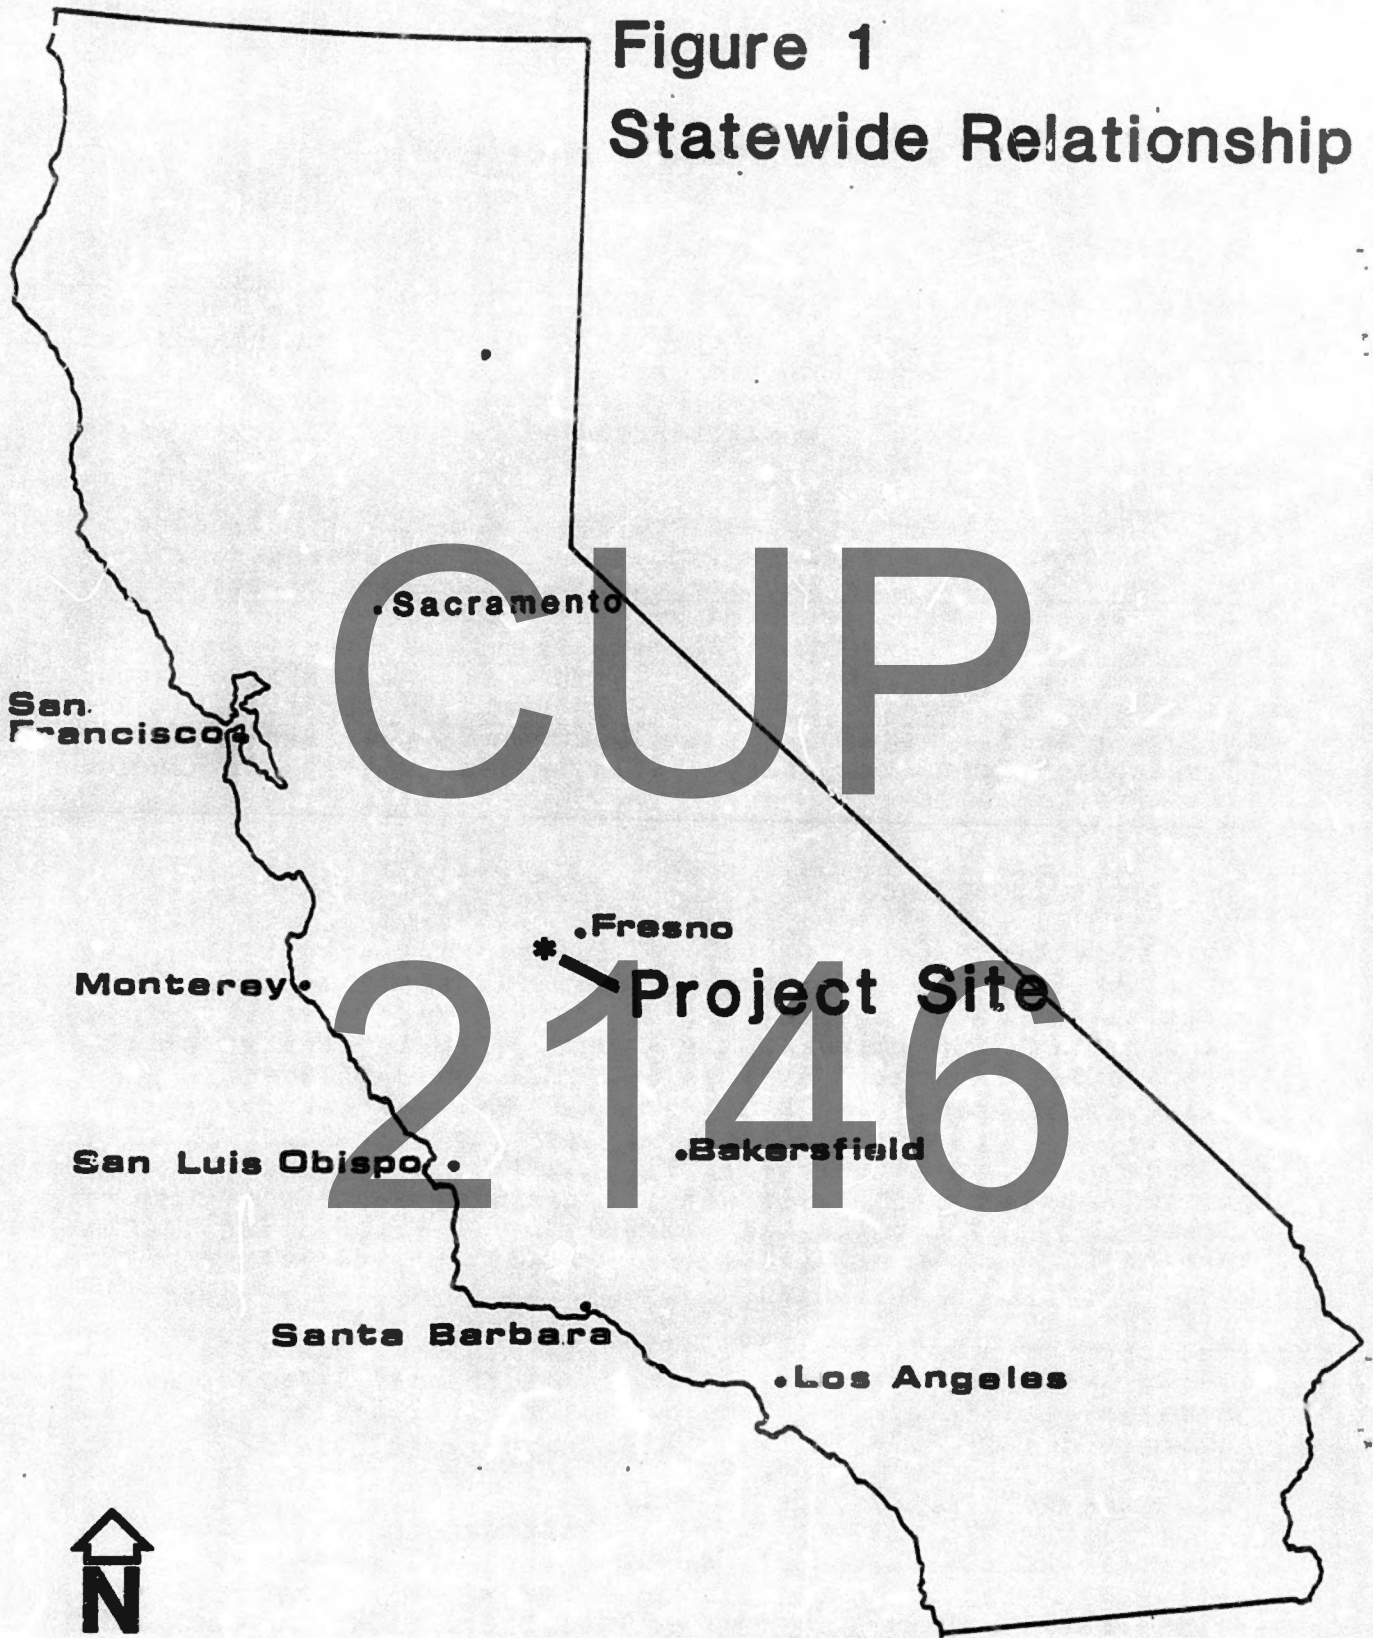 Figure 1
Statewide Relationship
Sacramento
San
Francisco
CUP
Fresno
Project Site
Monterey
2146
San Luis Obispo
Bakersfield
Santa Barbara
Los Angeles
N